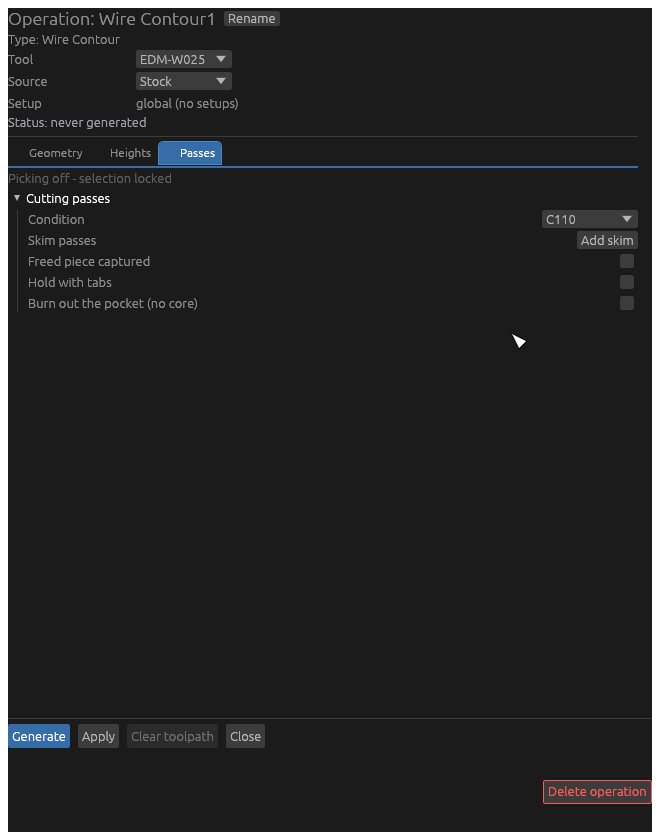 Operation: Wire Contour1 Rename
Type: Wire Contour
Tool EDM-W025
Source Stock
Setup global (no setups)
Status: never generated
Geometry Heights Passes
Picking off - selection locked
Cutting passes
Condition C110
Skim passes Add skim
Freed piece captured
Hold with tabs
Burn out the pocket (no core)
Generate Apply Clear toolpath Close
Delete operation